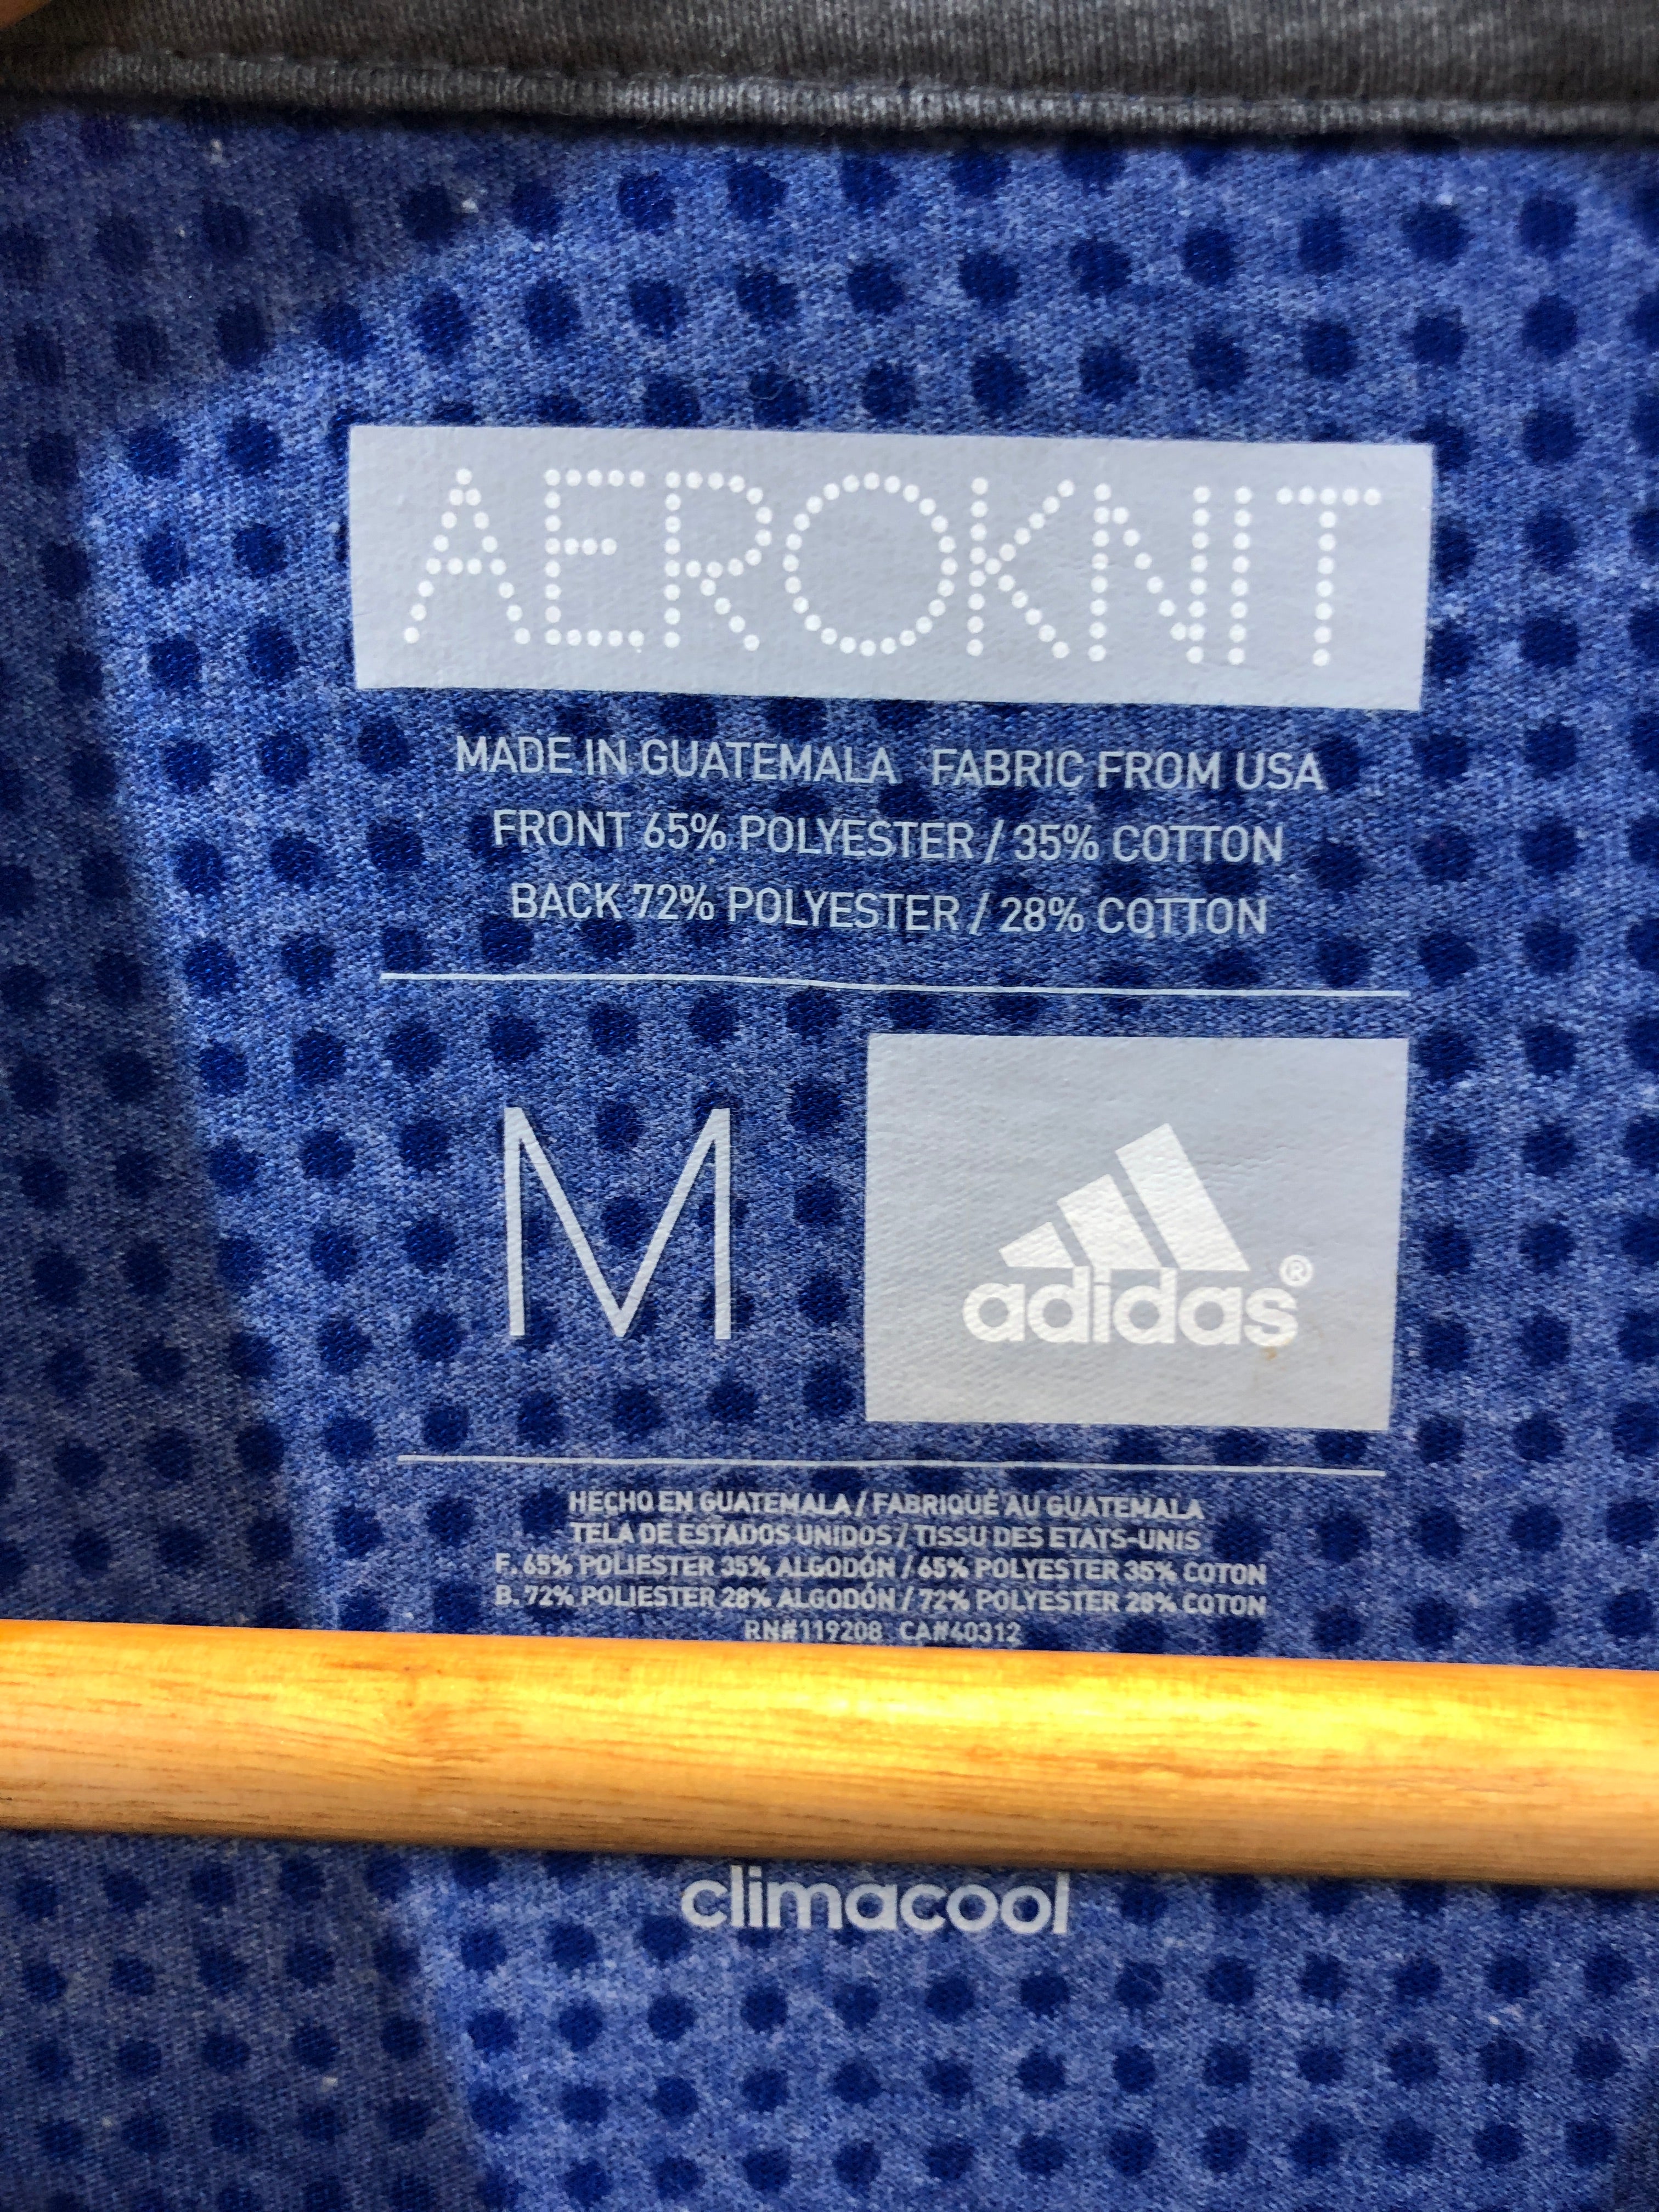 AEROKNIT
MADE IN GUATEMALA FABRIC FROM USA
FRONT 65% POLYESTER / 35% COTTON
BACK 72% POLYESTER / 28% COTTON
M
adidas®
HECHO EN GUATEMALA / FABRIQUÉ AU GUATEMALA
TELA DE ESTADOS UNIDOS / TISSU DES ETATS-UNIS
F. 65% POLIESTER 35% ALGODÓN / 65% POLYESTER 35% COTON
B. 72% POLIESTER 28% ALGODÓN / 72% POLYESTER 28% COTON
RN#119208 CA#40312
climacool